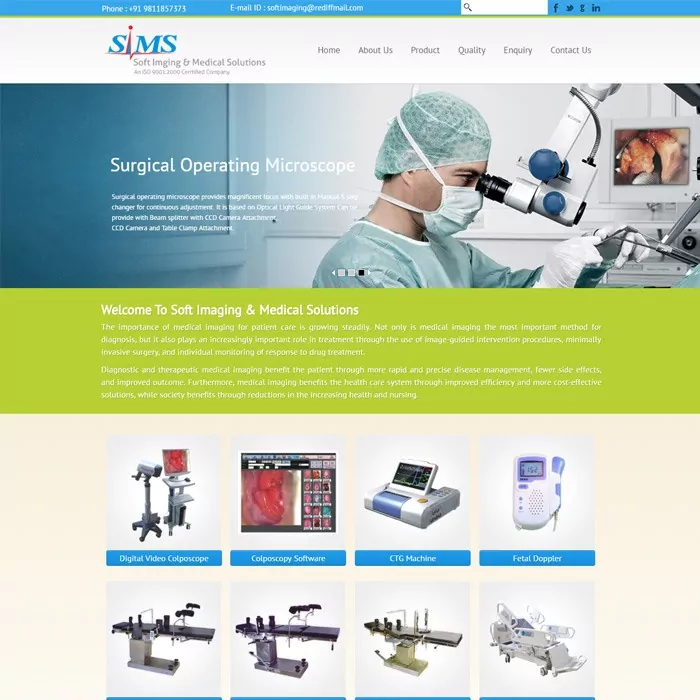 Phone : +91 9811857373
E-mail ID : softimaging@rediffmail.com
SiMS
Soft Imging & Medical Solutions
An ISO 9001:2000 Certified Company
Home
About Us
Product
Quality
Enquiry
Contact Us
Surgical Operating Microscope
Surgical operating microscope provides magnificent focus with built in 5 step
changer for continuous adjustment. It is based on Optical Light Guide System Can be
provide with Beam splitter with CCD Camera Attachment.
CCD Camera and Table Clamp Attachment.
Welcome To Soft Imaging & Medical Solutions
The importance of medical imaging for patient care is growing steadily. Not only is medical imaging the most important method for
diagnosis, but it also plays an increasingly important role in treatment through the use of image-guided intervention procedures, minimally
invasive surgery, and individual monitoring of response to drug treatment.
Diagnostic and therapeutic medical imaging benefit the patient through more rapid and precise disease management, fewer side effects,
and improved outcome. Furthermore, medical imaging benefits the health care system through improved efficiency and more cost-effective
solutions, while society benefits through reductions in the increasing health and nursing.
Digital Video Colposcope
Colposcopy Software
CTG Machine
Fetal Doppler